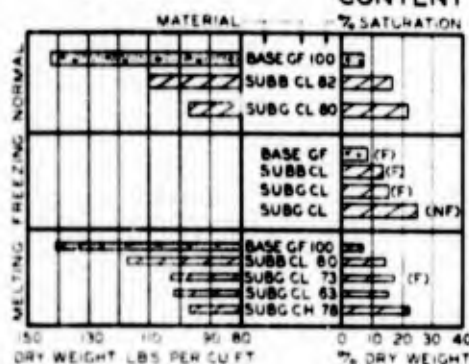 CONTENT
MATERIAL % SATURATION
NORMAL
BASE GF 100
SUBB CL 82
SUBG CL 80
FREEZING
BASE GF (F)
SUBB CL (F)
SUBG CL (F)
SUBG CL (NF)
MELTING
BASE GF 100
SUBB CL 80
SUBG CL 73 (F)
SUBG CL 63
SUBG CH 78
150 130 110 90 80 0 10 20 30 40
DRY WEIGHT LBS PER CU FT % DRY WEIGHT